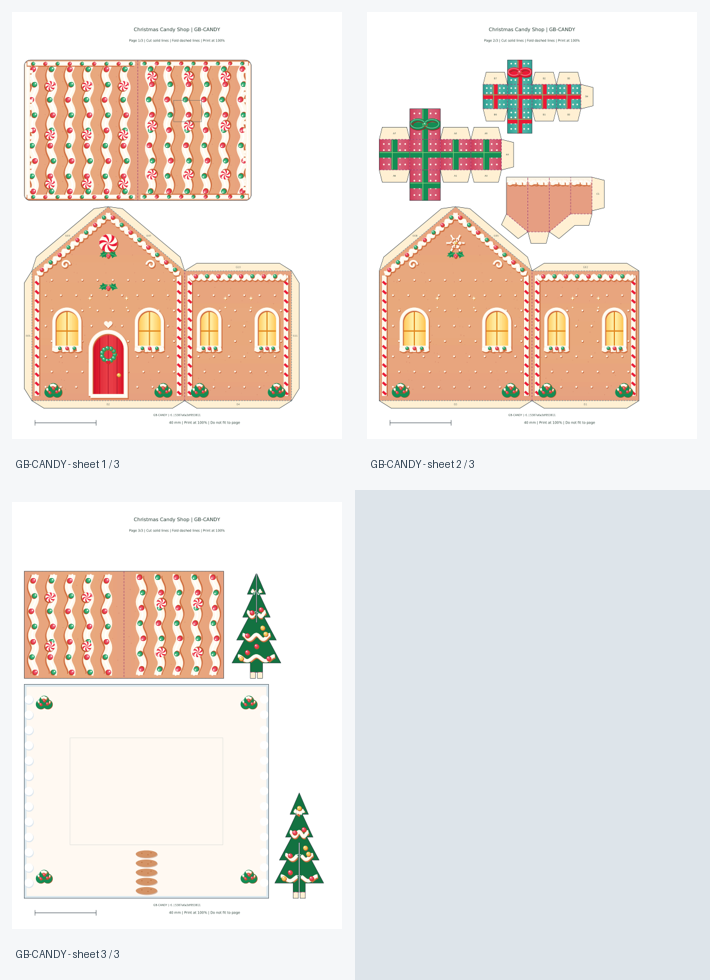 Christmas Candy Shop | GB-CANDY
Page 1/3 | Cut solid lines | Fold dashed lines | Print at 100%
40 mm | Print at 100% | Do not fit to page
GB-CANDY - sheet 1 / 3
Christmas Candy Shop | GB-CANDY
Page 2/3 | Cut solid lines | Fold dashed lines | Print at 100%
40 mm | Print at 100% | Do not fit to page
GB-CANDY - sheet 2 / 3
Christmas Candy Shop | GB-CANDY
Page 3/3 | Cut solid lines | Fold dashed lines | Print at 100%
40 mm | Print at 100% | Do not fit to page
GB-CANDY - sheet 3 / 3